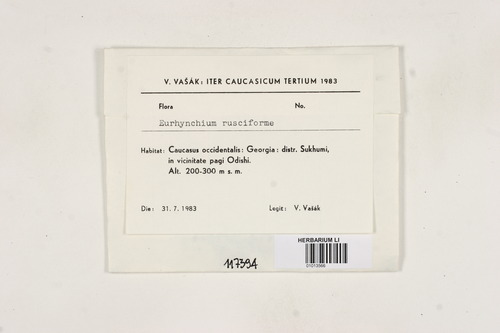 V. VAŠÁK: ITER CAUCASICUM TERTIUM 1983
Flora No.
Eurhynchium rusciforme
Habitat: Caucasus occidentalis: Georgia: distr. Sukhumi,
in vicinitate pagi Odishi.
Alt. 200-300 m s. m.
Die: 31. 7. 1983 Legit: V. Vašák
HERBARIUM LI
01013566
117394